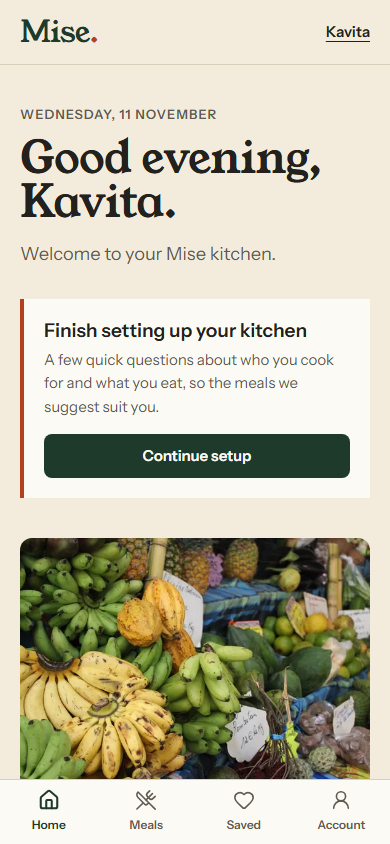 Mise.
Kavita
WEDNESDAY, 11 NOVEMBER
Good evening,
Kavita.
Welcome to your Mise kitchen.
Finish setting up your kitchen
A few quick questions about who you cook
for and what you eat, so the meals we
suggest suit you.
Continue setup
Home
Meals
Saved
Account